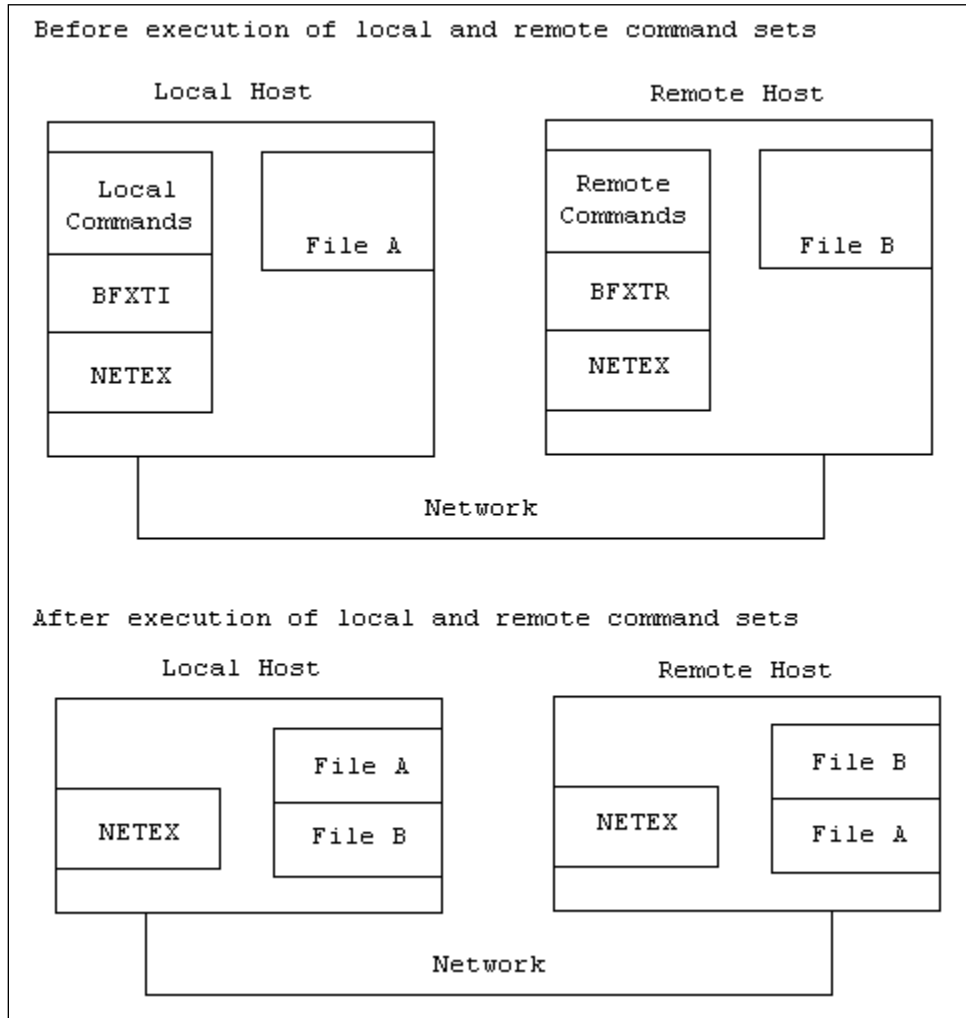 Before execution of local and remote command sets
Local Host
Remote Host
Local
Commands
File A
BFXTI
NETEX
Remote
Commands
File B
BFXTR
NETEX
Network
After execution of local and remote command sets
Local Host
Remote Host
File A
NETEX
File B
File B
NETEX
File A
Network